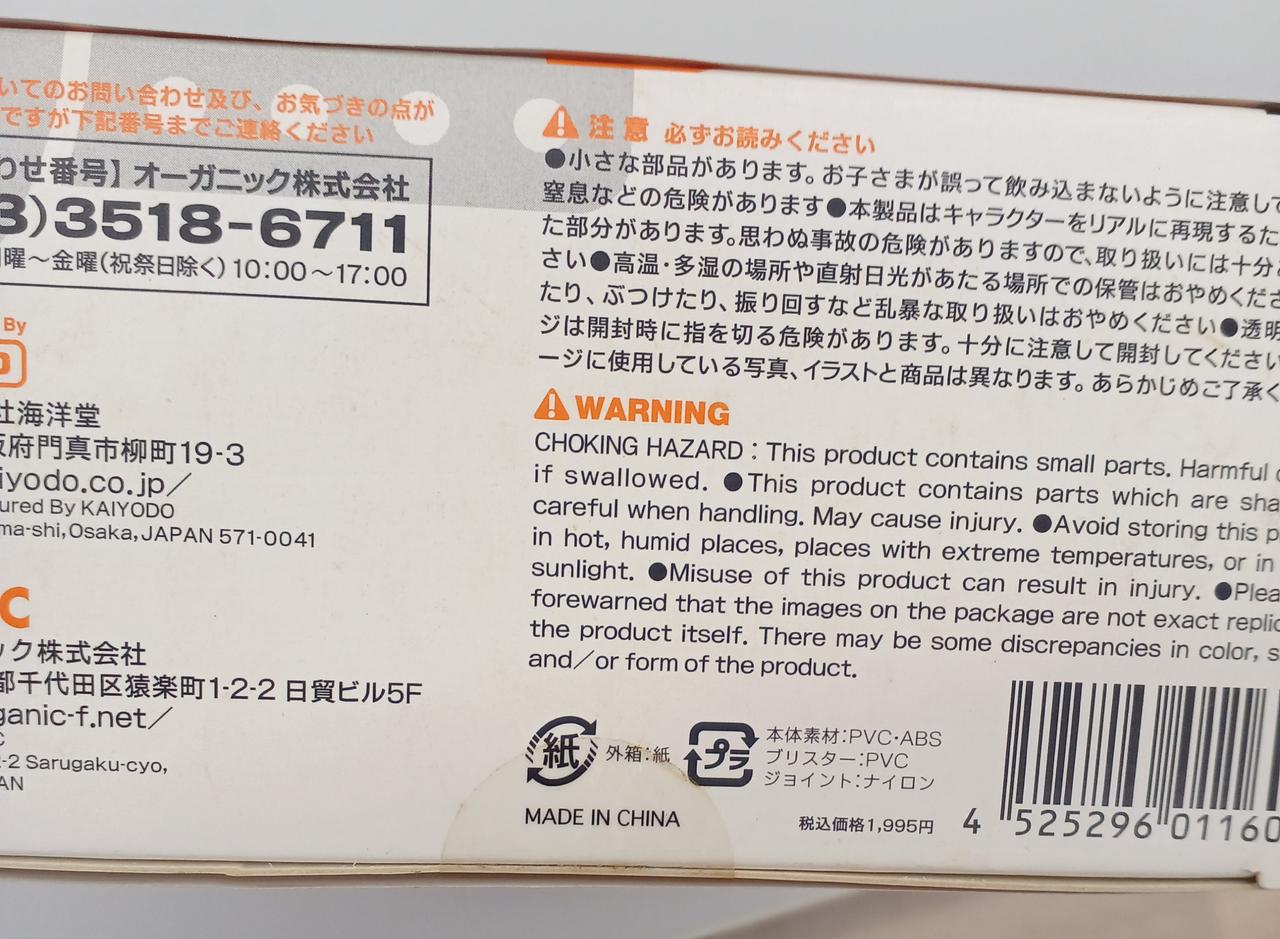 いてのお問い合わせ及び、お気づきの点が
ですが下記番号までご連絡ください
わせ番号】オーガニック株式会社
3)3518-6711
曜～金曜(祝祭日除く)10:00～17:00
By
海洋堂
府門真市柳町19-3
iyodo.co.jp/
ured By KAIYODO
ma-shi,Osaka,JAPAN 571-0041
C
ック株式会社
都千代田区猿楽町1-2-2 日貿ビル5F
ganic-f.net/
C
-2 Sarugaku-cyo,
AN
注意 必ずお読みください
●小さな部品があります。お子さまが誤って飲み込まないように注意して
窒息などの危険があります●本製品はキャラクターをリアルに再現するた
た部分があります。思わぬ事故の危険がありますので、取り扱いには十分
さい●高温・多湿の場所や直射日光があたる場所での保管はおやめくださ
たり、ぶつけたり、振り回すなど乱暴な取り扱いはおやめください●透明
ジは開封時に指を切る危険があります。十分に注意して開封してください
ージに使用している写真、イラストと商品は異なります。あらかじめご了承く
WARNING
CHOKING HAZARD : This product contains small parts. Harmful
if swallowed. ●This product contains parts which are sha
careful when handling. May cause injury. ●Avoid storing this p
in hot, humid places, places with extreme temperatures, or in
sunlight. ●Misuse of this product can result in injury. ●Plea
forewarned that the images on the package are not exact replic
the product itself. There may be some discrepancies in color, s
and/or form of the product.
紙 外箱:紙
プラ 本体素材:PVC・ABS
ブリスター:PVC
ジョイント:ナイロン
MADE IN CHINA
税込価格1,995円
4 525296 01160